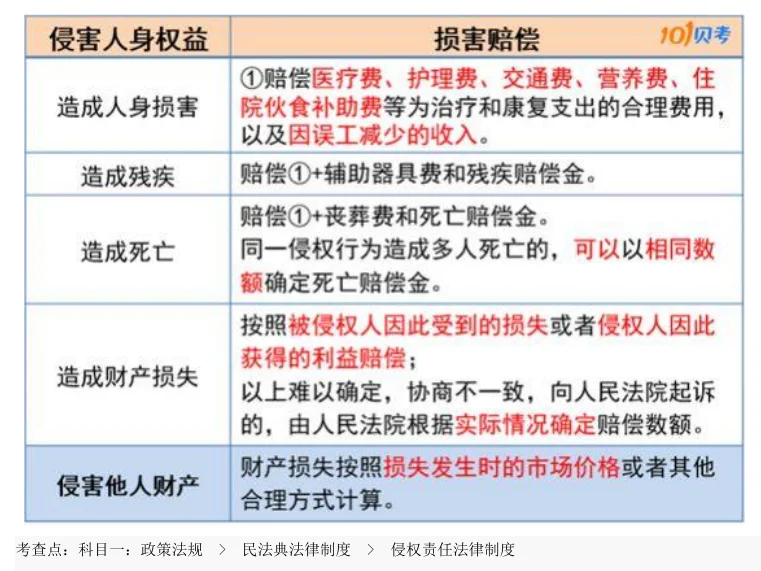 侵害人身权益 损害赔偿 101贝考
造成人身损害
①赔偿医疗费、护理费、交通费、营养费、住
院伙食补助费等为治疗和康复支出的合理费用，
以及因误工减少的收入。
造成残疾
赔偿①+辅助器具费和残疾赔偿金。
造成死亡
赔偿①+丧葬费和死亡赔偿金。
同一侵权行为造成多人死亡的，可以以相同数
额确定死亡赔偿金。
造成财产损失
按照被侵权人因此受到的损失或者侵权人因此
获得的利益赔偿；
以上难以确定，协商不一致，向人民法院起诉
的，由人民法院根据实际情况确定赔偿数额。
侵害他人财产
财产损失按照损失发生时的市场价格或者其他
合理方式计算。
考查点：科目一：政策法规 > 民法典法律制度 > 侵权责任法律制度